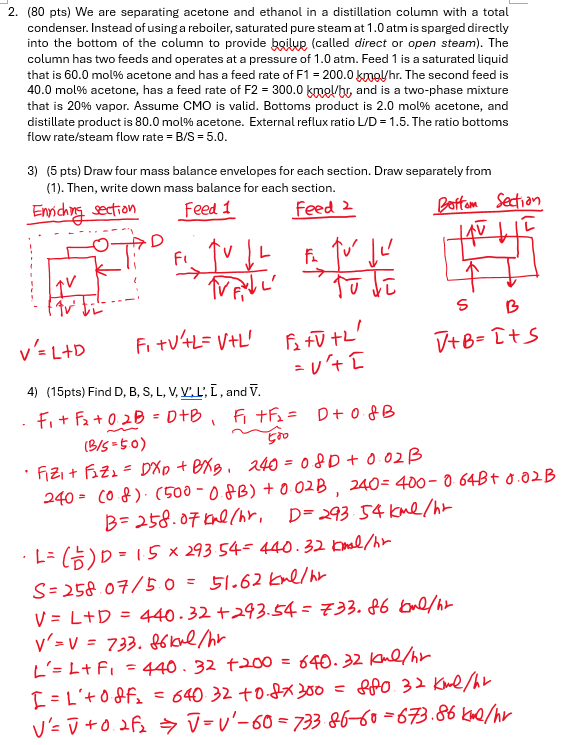 2. (80 pts) We are separating acetone and ethanol in a distillation column with a total
condenser. Instead of using a reboiler, saturated pure steam at 1.0 atm is sparged directly
into the bottom of the column to provide boilup (called direct or open steam). The
column has two feeds and operates at a pressure of 1.0 atm. Feed 1 is a saturated liquid
that is 60.0 mol% acetone and has a feed rate of F1 = 200.0 kmol/hr. The second feed is
40.0 mol% acetone, has a feed rate of F2 = 300.0 kmol/hr, and is a two-phase mixture
that is 20% vapor. Assume CMO is valid. Bottoms product is 2.0 mol% acetone, and
distillate product is 80.0 mol% acetone. External reflux ratio L/D = 1.5. The ratio bottoms
flow rate/steam flow rate = B/S = 5.0.
3) (5 pts) Draw four mass balance envelopes for each section. Draw separately from
(1). Then, write down mass balance for each section.
Enriching section Feed 1 Feed 2 Bottom Section
D F₁ V L F₂ V' L' V̅ L̅
V V' L V' F₁ L' V̅ L̅ S B
V' = L+D F₁ + V' + L = V + L' F₂ + V̅ + L' V̅ + B = L̅ + S
= V' + L̅
4) (15pts) Find D, B, S, L, V, V', L', L̅, and V̅.
· F₁ + F₂ + 0.2B = D+B, F₁ + F₂ = D + 0.8B
(B/S = 5.0) 500
· F₁Z₁ + F₂Z₂ = DX_D + BX_B, 240 = 0.8D + 0.02B
240 = (0.8)·(500 - 0.8B) + 0.02B, 240 = 400 - 0.64B + 0.02B
B = 258.07 kmol/hr, D = 293.54 kmol/hr
· L = (L/D) D = 1.5 × 293.54 = 440.32 kmol/hr
S = 258.07/5.0 = 51.62 kmol/hr
V = L+D = 440.32 + 293.54 = 733.86 kmol/hr
V' = V = 733.86 kmol/hr
L' = L + F₁ = 440.32 + 200 = 640.32 kmol/hr
L̅ = L' + 0.8F₂ = 640.32 + 0.8×300 = 880.32 kmol/hr
V' = V̅ + 0.2F₂ ⇒ V̅ = V' - 60 = 733.86 - 60 = 673.86 kmol/hr